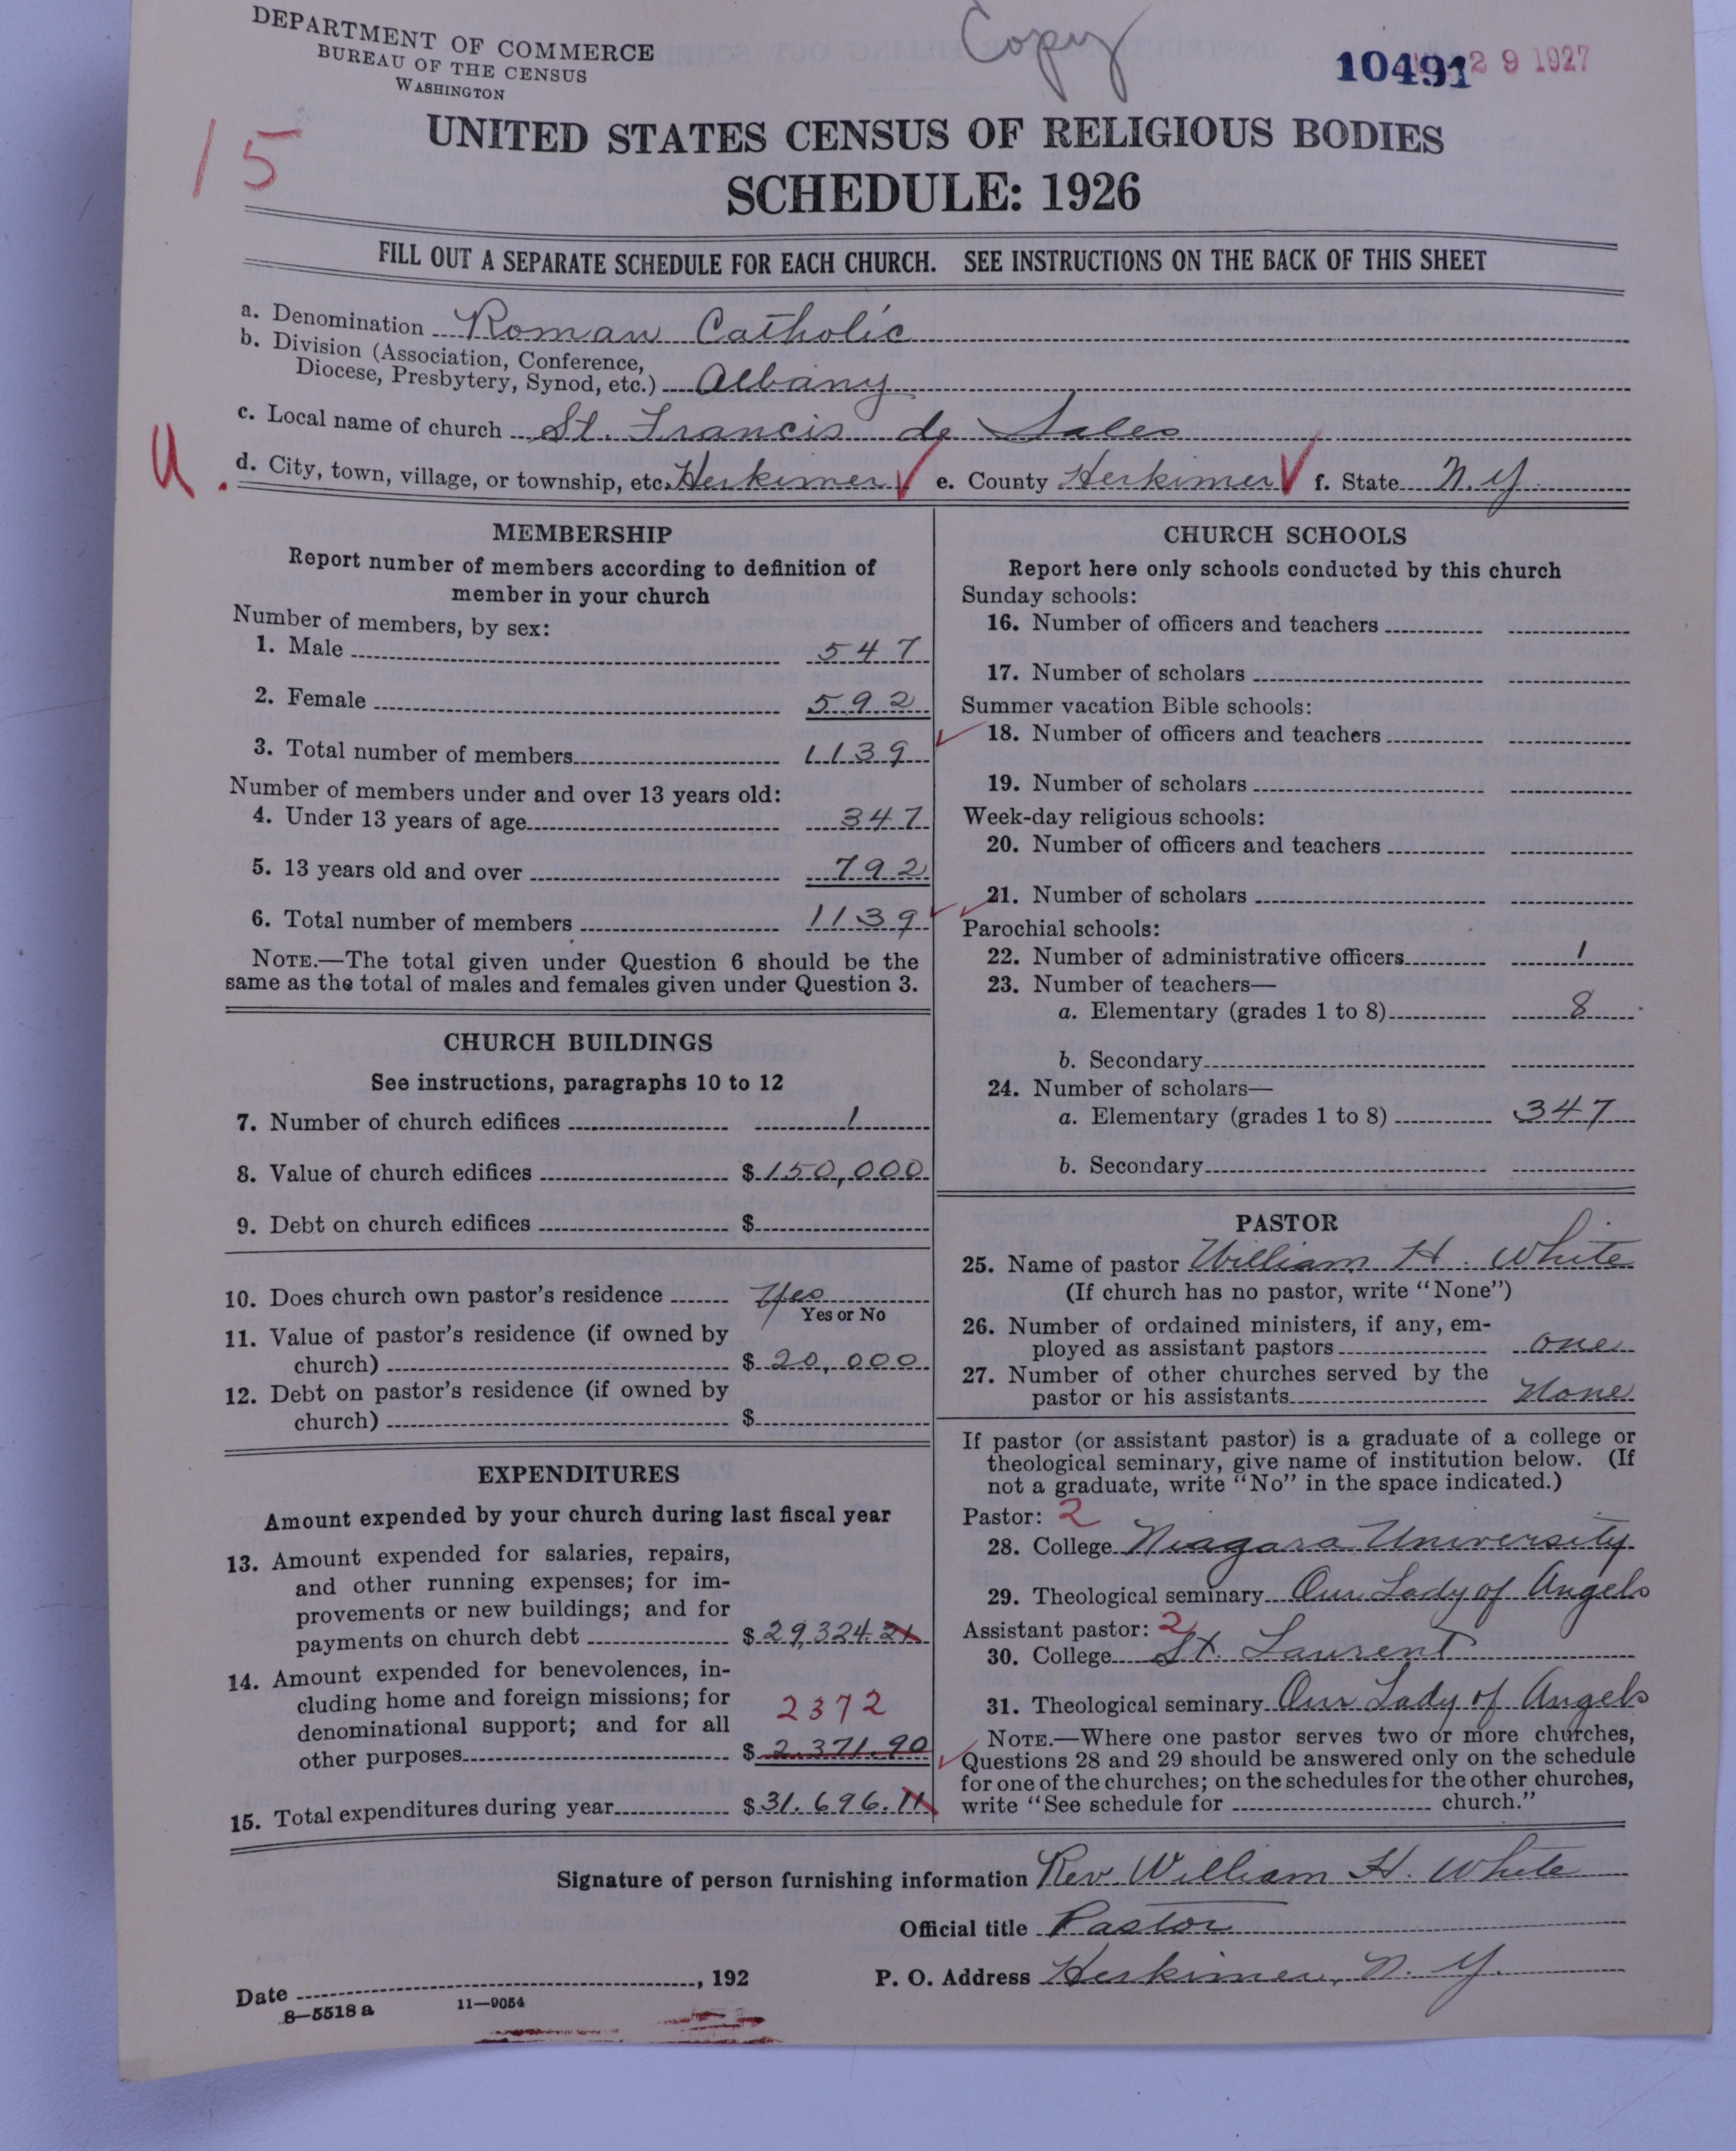 DEPARTMENT OF COMMERCE
BUREAU OF THE CENSUS
WASHINGTON
Copy
10491
29 1927
15
UNITED STATES CENSUS OF RELIGIOUS BODIES
SCHEDULE: 1926
FILL OUT A SEPARATE SCHEDULE FOR EACH CHURCH. SEE INSTRUCTIONS ON THE BACK OF THIS SHEET
a. Denomination Roman Catholic
b. Division (Association, Conference,
Diocese, Presbytery, Synod, etc.) Albany
c. Local name of church St. Francis de Sales
U.
d. City, town, village, or township, etc. Herkimer e. County Herkimer f. State N.Y.
MEMBERSHIP
Report number of members according to definition of
member in your church
Number of members, by sex:
1. Male 547
2. Female 592
3. Total number of members 1139
Number of members under and over 13 years old:
4. Under 13 years of age 347
5. 13 years old and over 792
6. Total number of members 1139
NOTE.—The total given under Question 6 should be the
same as the total of males and females given under Question 3.
CHURCH BUILDINGS
See instructions, paragraphs 10 to 12
7. Number of church edifices 1
8. Value of church edifices $150,000
9. Debt on church edifices $
10. Does church own pastor's residence Yes
Yes or No
11. Value of pastor's residence (if owned by
church) $20,000
12. Debt on pastor's residence (if owned by
church) $
EXPENDITURES
Amount expended by your church during last fiscal year
13. Amount expended for salaries, repairs,
and other running expenses; for im-
provements or new buildings; and for
payments on church debt $29,324.21
14. Amount expended for benevolences, in-
cluding home and foreign missions; for
denominational support; and for all
2372
other purposes $2.371.90
15. Total expenditures during year $31.696.11
CHURCH SCHOOLS
Report here only schools conducted by this church
Sunday schools:
16. Number of officers and teachers
17. Number of scholars
Summer vacation Bible schools:
18. Number of officers and teachers
19. Number of scholars
Week-day religious schools:
20. Number of officers and teachers
21. Number of scholars
Parochial schools:
22. Number of administrative officers 1
23. Number of teachers—
a. Elementary (grades 1 to 8) 8
b. Secondary
24. Number of scholars—
a. Elementary (grades 1 to 8) 347
b. Secondary
PASTOR
25. Name of pastor William H. White
(If church has no pastor, write "None")
26. Number of ordained ministers, if any, em-
ployed as assistant pastors one
27. Number of other churches served by the
pastor or his assistants None
If pastor (or assistant pastor) is a graduate of a college or
theological seminary, give name of institution below. (If
not a graduate, write "No" in the space indicated.)
Pastor: 2
28. College Niagara University
29. Theological seminary Our Lady of Angels
Assistant pastor: 2
30. College St. Laurent
31. Theological seminary Our Lady of Angels
NOTE.—Where one pastor serves two or more churches,
Questions 28 and 29 should be answered only on the schedule
for one of the churches; on the schedules for the other churches,
write "See schedule for church."
Signature of person furnishing information Rev. William H. White
Official title Pastor
Date , 192 P. O. Address Herkimer, N.Y.
8—5518 a 11—9054